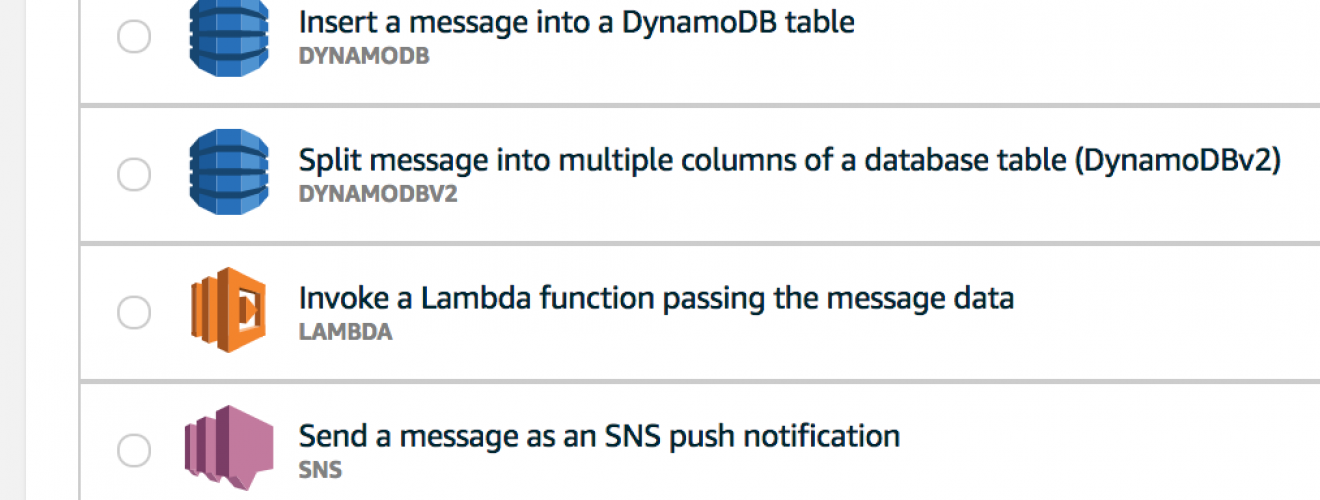 Insert a message into a DynamoDB table
DYNAMODB
Split message into multiple columns of a database table (DynamoDBv2)
DYNAMODBV2
Invoke a Lambda function passing the message data
LAMBDA
Send a message as an SNS push notification
SNS